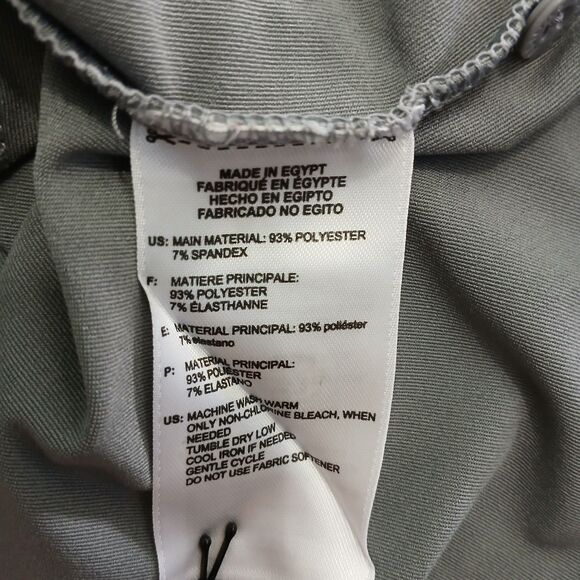 MADE IN EGYPT
FABRIQUÉ EN ÉGYPTE
HECHO EN EGIPTO
FABRICADO NO EGITO
US: MAIN MATERIAL: 93% POLYESTER
7% SPANDEX
F: MATIERE PRINCIPALE:
93% POLYESTER
7% ÉLASTHANNE
E: MATERIAL PRINCIPAL: 93% poliéster
7% elastano
P: MATERIAL PRINCIPAL:
93% POLIÉSTER
7% ELASTANO
US: MACHINE WASH WARM
ONLY NON-CHLORINE BLEACH, WHEN
NEEDED
TUMBLE DRY LOW
COOL IRON IF NEEDED
GENTLE CYCLE
DO NOT USE FABRIC SOFTENER